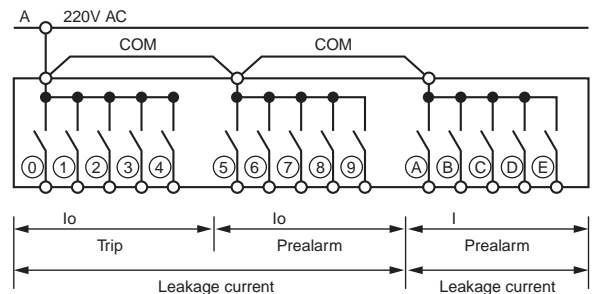 A 220V AC
COM COM
0 1 2 3 4 5 6 7 8 9 A B C D E
Io Io I
Trip Prealarm Prealarm
Leakage current Leakage current